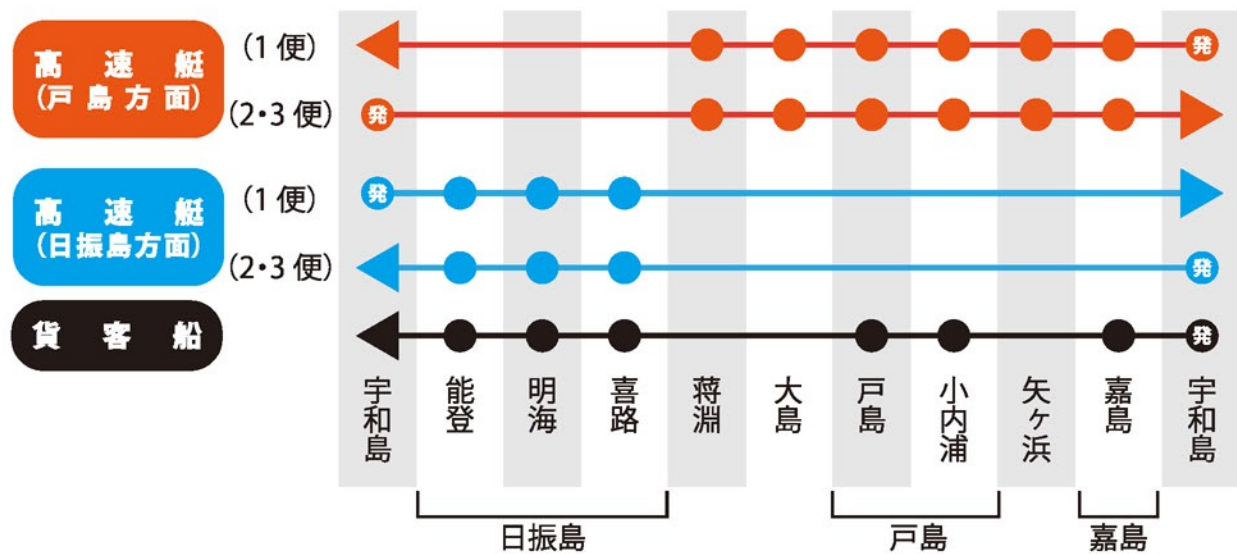 高速艇
(戸島方面)
(1便)
発
(2・3便)
発
高速艇
(日振島方面)
(1便)
発
(2・3便)
発
貨客船
発
宇和島
能登
明海
喜路
蒋淵
大島
戸島
小内浦
矢ヶ浜
嘉島
宇和島
日振島
戸島
嘉島